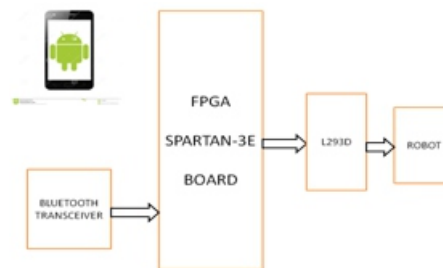 FPGA
SPARTAN-3E
BOARD
L293D
ROBOT
BLUETOOTH
TRANSCEIVER